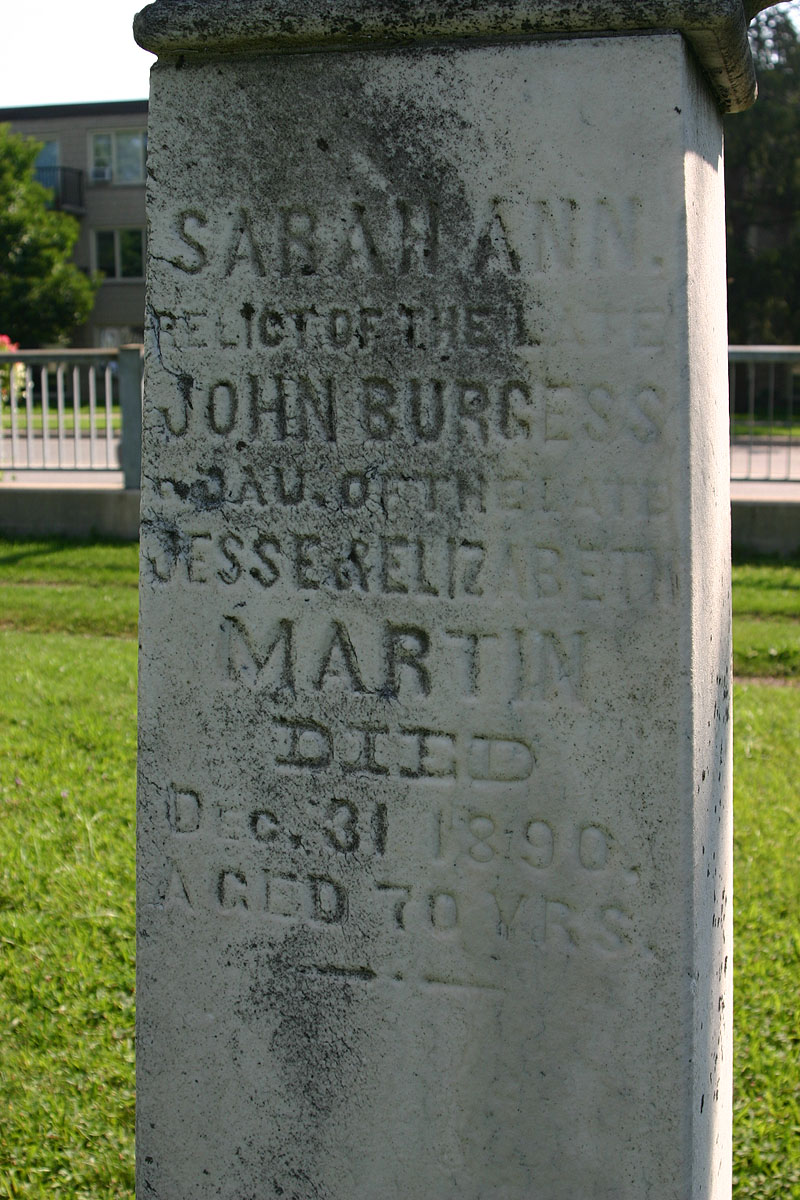 SARAH ANN.
RELICT OF THE LATE
JOHN BURGESS
& DAU. OF THE LATE
JESSE & ELIZABETH
MARTIN
DIED
DEC. 31 1890.
AGED 70 YRS.